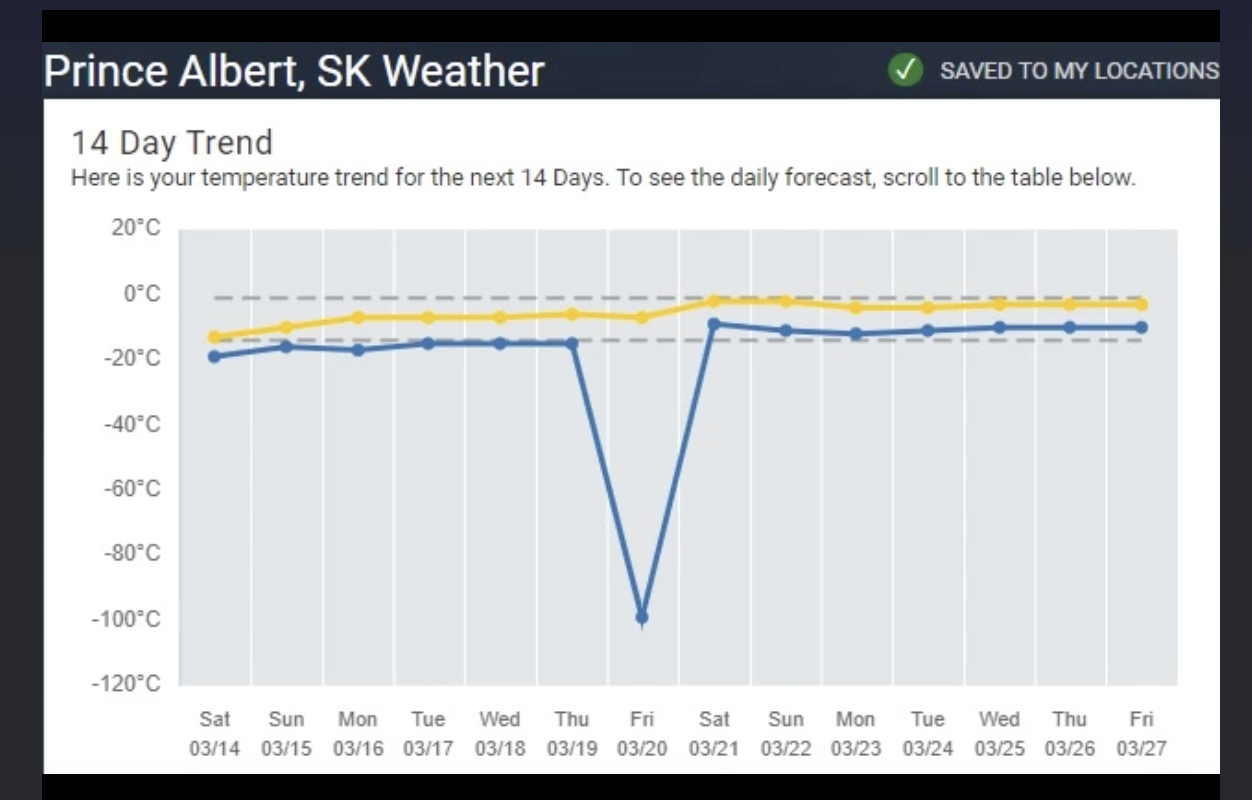 Prince Albert, SK Weather
SAVED TO MY LOCATIONS
14 Day Trend
Here is your temperature trend for the next 14 Days. To see the daily forecast, scroll to the table below.
20°C
0°C
-20°C
-40°C
-60°C
-80°C
-100°C
-120°C
Sat Sun Mon Tue Wed Thu Fri Sat Sun Mon Tue Wed Thu Fri
03/14 03/15 03/16 03/17 03/18 03/19 03/20 03/21 03/22 03/23 03/24 03/25 03/26 03/27